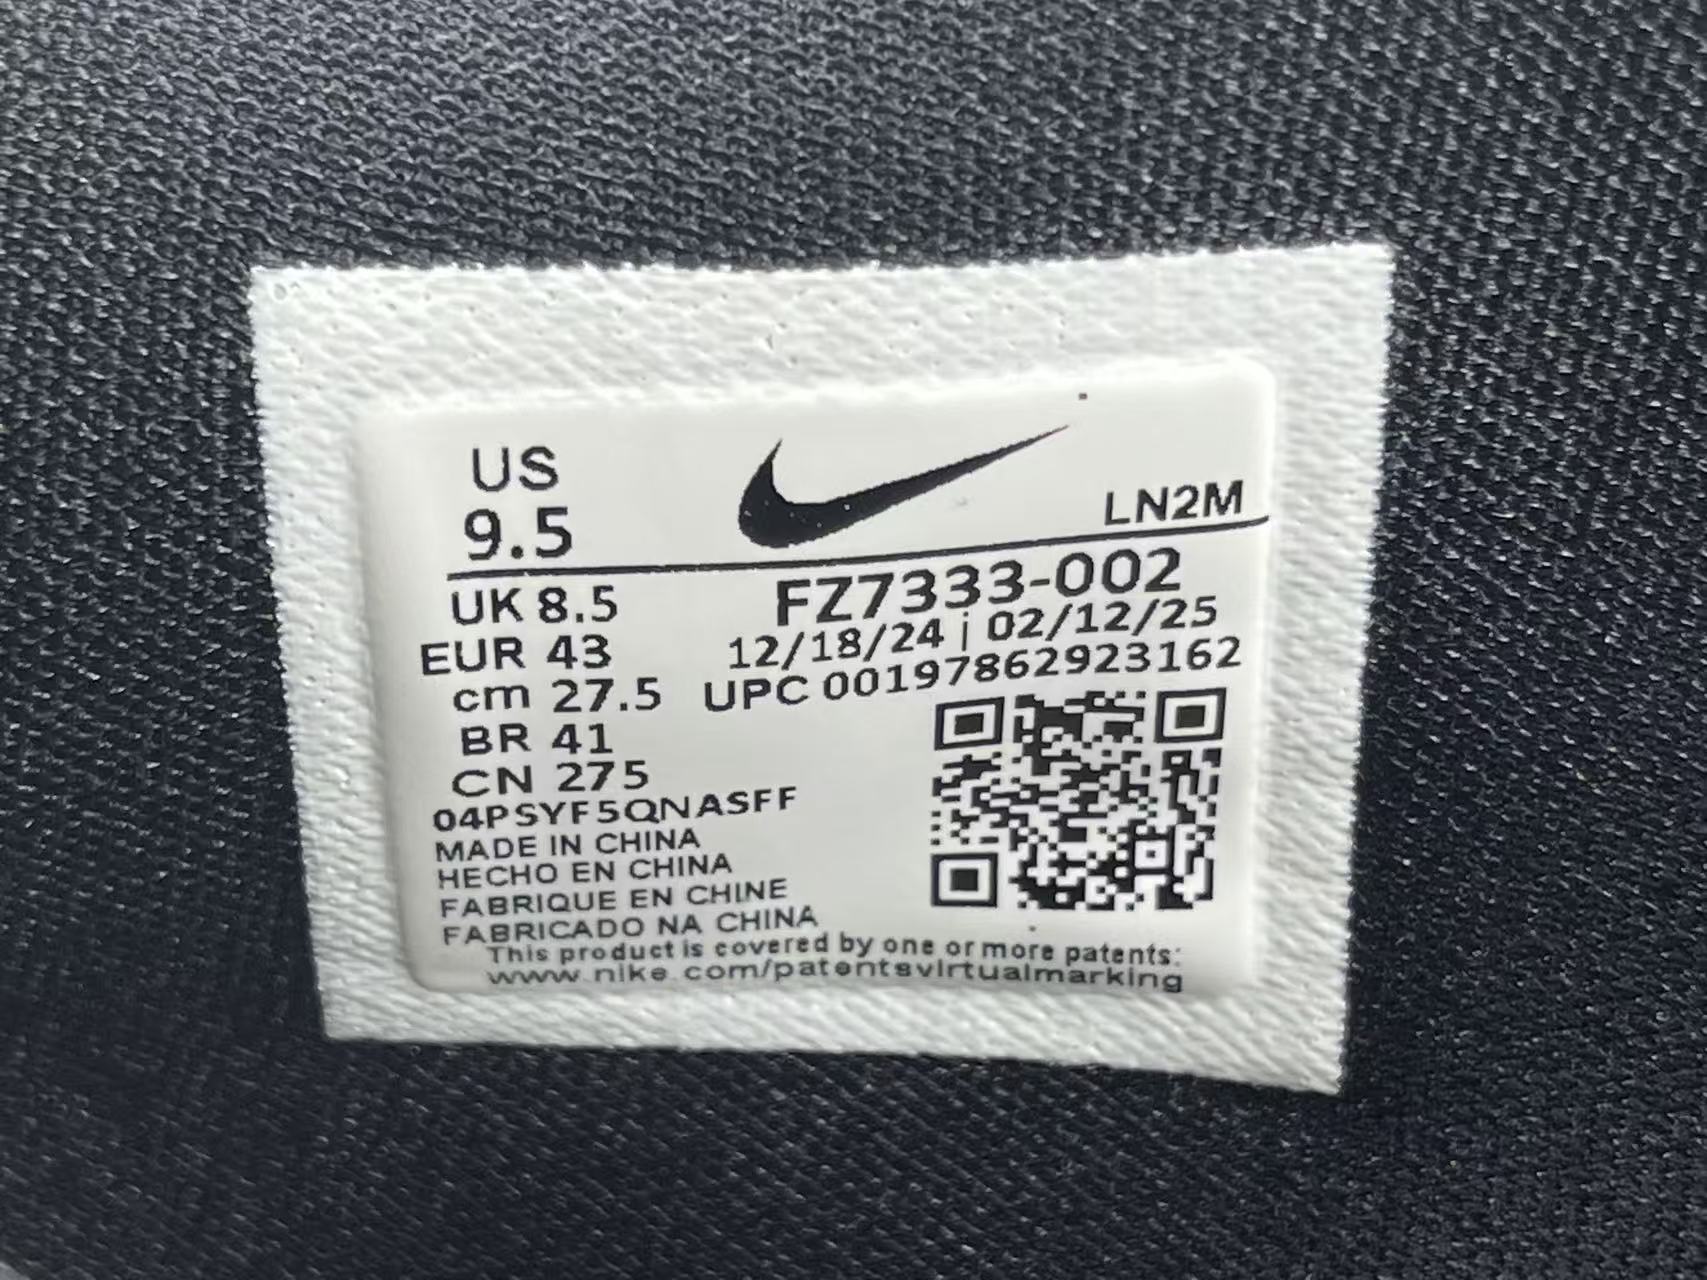 US
9.5
LN2M
UK 8.5
EUR 43
cm 27.5
BR 41
CN 275
FZ7333-002
12/18/24 | 02/12/25
UPC 00197862923162
04PSYF5QNASFF
MADE IN CHINA
HECHO EN CHINA
FABRIQUE EN CHINE
FABRICADO NA CHINA
This product is covered by one or more patents:
www.nike.com/patentsvirtualmarking